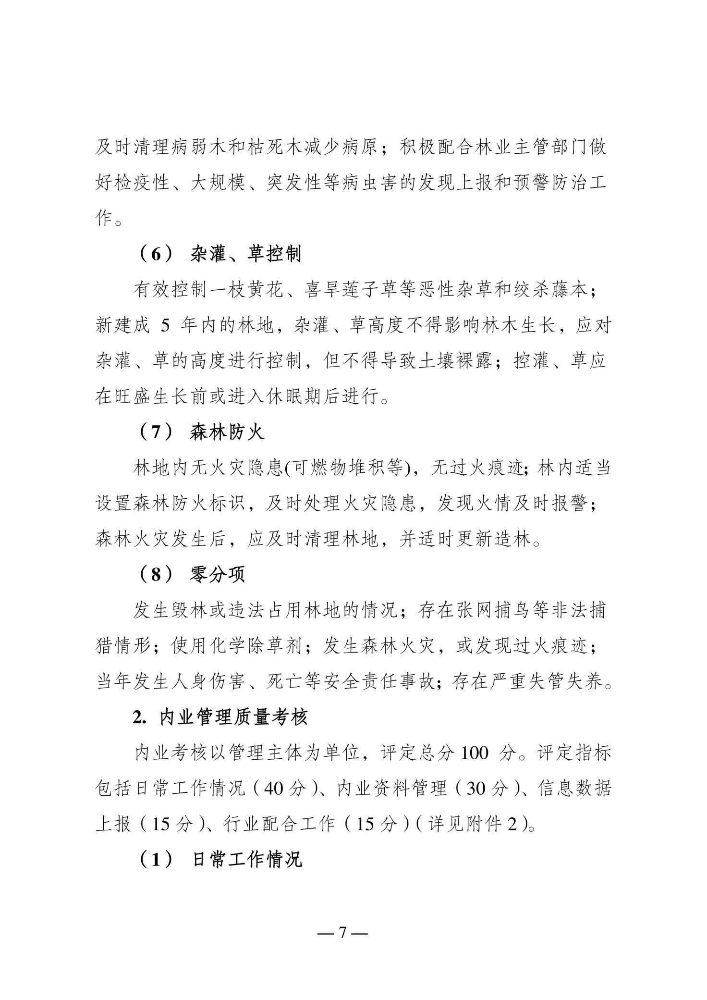 及时清理病弱木和枯死木减少病原；积极配合林业主管部门做
好检疫性、大规模、突发性等病虫害的发现上报和预警防治工
作。
（6） 杂灌、草控制
有效控制一枝黄花、喜旱莲子草等恶性杂草和绞杀藤本；
新建成 5 年内的林地，杂灌、草高度不得影响林木生长，应对
杂灌、草的高度进行控制，但不得导致土壤裸露；控灌、草应
在旺盛生长前或进入休眠期后进行。
（7） 森林防火
林地内无火灾隐患(可燃物堆积等)，无过火痕迹；林内适当
设置森林防火标识，及时处理火灾隐患，发现火情及时报警；
森林火灾发生后，应及时清理林地，并适时更新造林。
（8） 零分项
发生毁林或违法占用林地的情况；存在张网捕鸟等非法捕
猎情形；使用化学除草剂；发生森林火灾，或发现过火痕迹；
当年发生人身伤害、死亡等安全责任事故；存在严重失管失养。
2. 内业管理质量考核
内业考核以管理主体为单位，评定总分 100 分。评定指标
包括日常工作情况（40 分）、内业资料管理（30 分）、信息数据
上报（15 分）、行业配合工作（15 分）（详见附件 2）。
（1） 日常工作情况
— 7 —